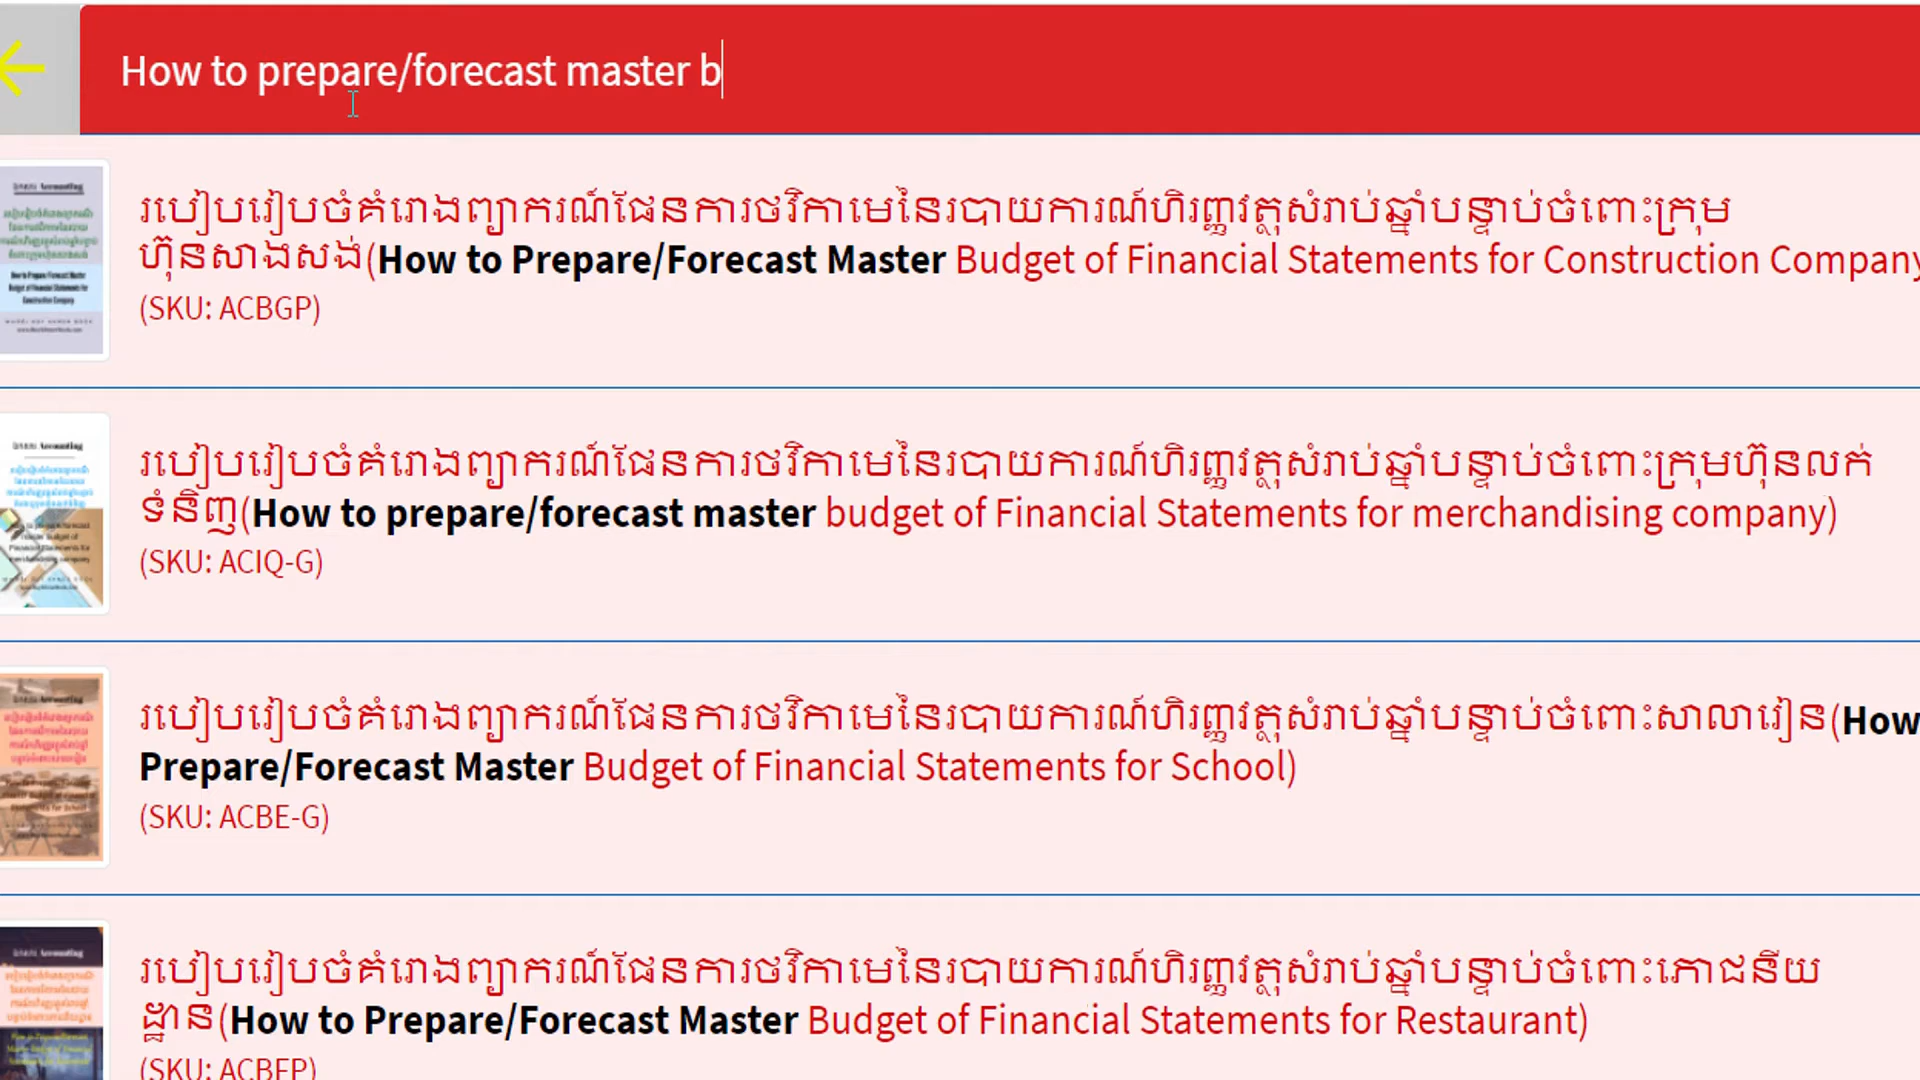 How to prepare/forecast master b
របៀបរៀបចំគំរោងព្យាករណ៍ផែនការថវិកាមេនៃរបាយការណ៍ហិរញ្ញវត្ថុសំរាប់ឆ្នាំបន្ទាប់ចំពោះក្រុម
ហ៊ុនសាងសង់(How to Prepare/Forecast Master Budget of Financial Statements for Construction Company
(SKU: ACBGP)
របៀបរៀបចំគំរោងព្យាករណ៍ផែនការថវិកាមេនៃរបាយការណ៍ហិរញ្ញវត្ថុសំរាប់ឆ្នាំបន្ទាប់ចំពោះក្រុមហ៊ុនលក់
ទំនិញ(How to prepare/forecast master budget of Financial Statements for merchandising company)
(SKU: ACIQ-G)
របៀបរៀបចំគំរោងព្យាករណ៍ផែនការថវិកាមេនៃរបាយការណ៍ហិរញ្ញវត្ថុសំរាប់ឆ្នាំបន្ទាប់ចំពោះសាលារៀន(How
Prepare/Forecast Master Budget of Financial Statements for School)
(SKU: ACBE-G)
របៀបរៀបចំគំរោងព្យាករណ៍ផែនការថវិកាមេនៃរបាយការណ៍ហិរញ្ញវត្ថុសំរាប់ឆ្នាំបន្ទាប់ចំពោះភោជនីយ
ដ្ឋាន(How to Prepare/Forecast Master Budget of Financial Statements for Restaurant)
(SKU: ACBFP)